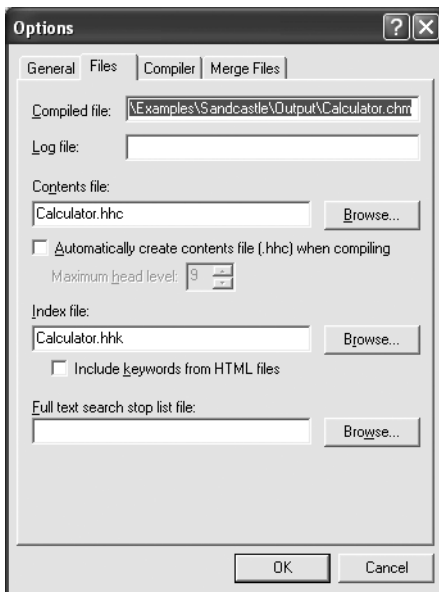 Options
General Files Compiler Merge Files
Compiled file: \Examples\Sandcastle\Output\Calculator.chm
Log file:
Contents file:
Calculator.hhc Browse...
Automatically create contents file (.hhc) when compiling
Maximum head level: 9
Index file:
Calculator.hhk Browse...
Include keywords from HTML files
Full text search stop list file:
Browse...
OK Cancel